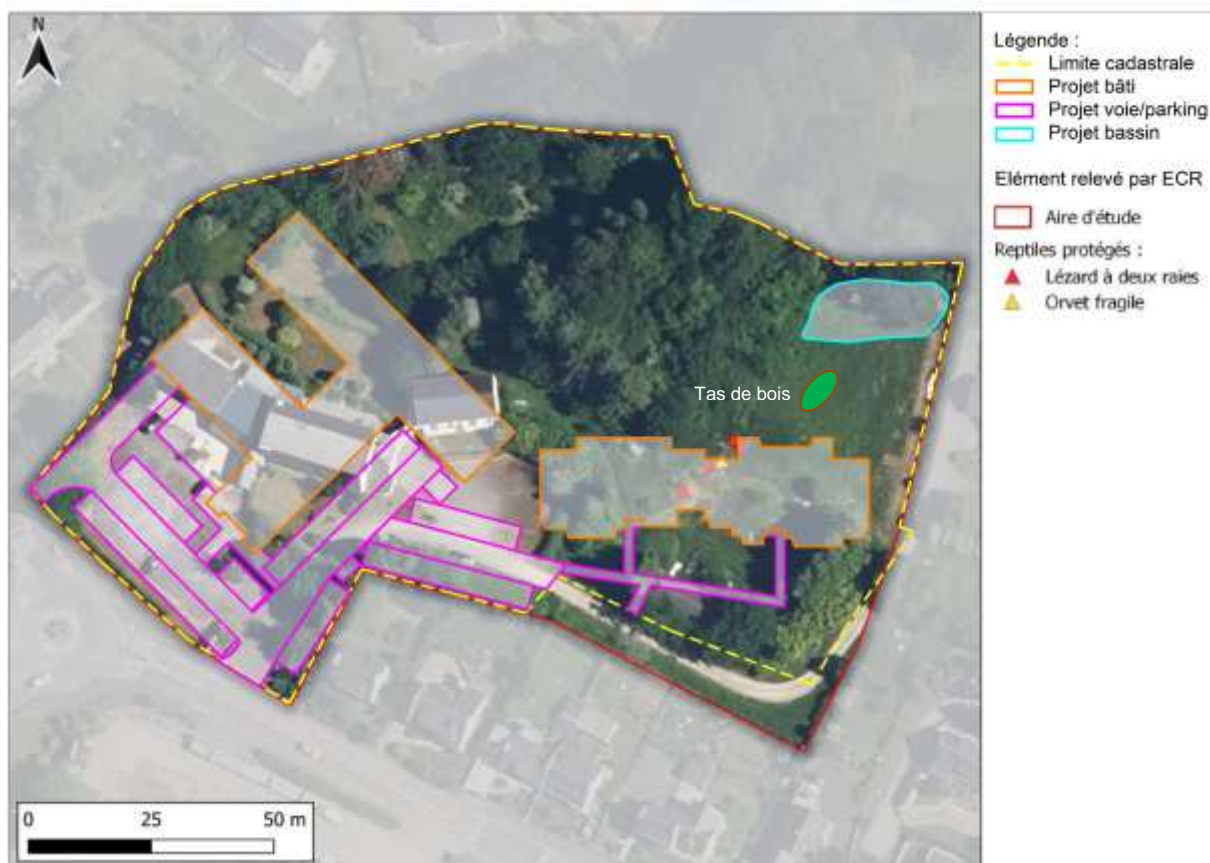 N
Légende :
Limite cadastrale
Projet bâti
Projet voie/parking
Projet bassin
Elément relevé par ECR
Aire d'étude
Reptiles protégés :
Lézard à deux raies
Orvet fragile
Tas de bois
0 25 50 m